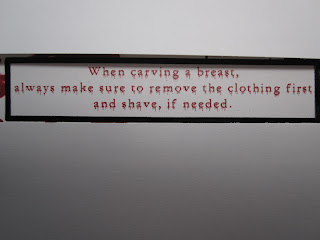 When carving a breast,
always make sure to remove the clothing first
and shave, if needed.